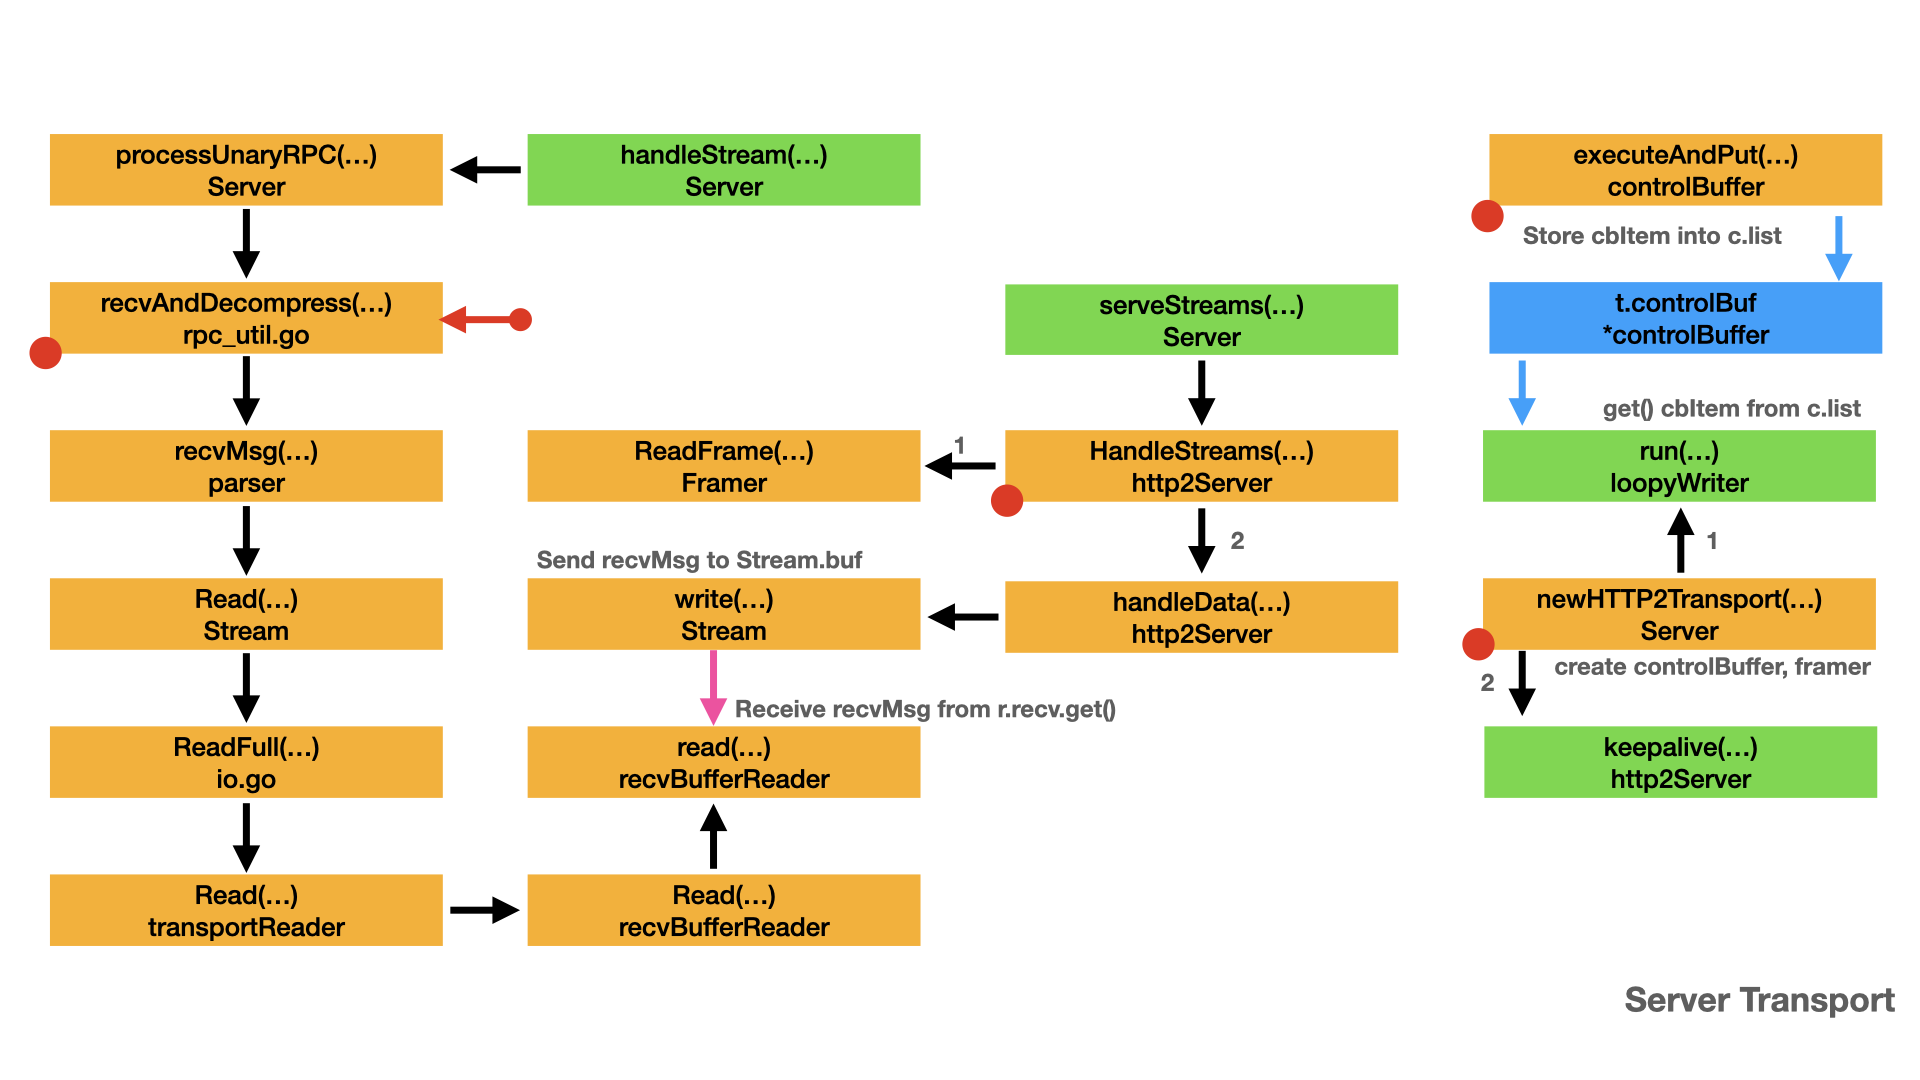 processUnaryRPC(…)
Server
handleStream(…)
Server
executeAndPut(…)
controlBuffer
Store cbItem into c.list
recvAndDecompress(…)
rpc_util.go
serveStreams(…)
Server
t.controlBuf
*controlBuffer
get() cbItem from c.list
recvMsg(…)
parser
ReadFrame(…)
Framer
1
HandleStreams(…)
http2Server
run(…)
loopyWriter
2
1
Send recvMsg to Stream.buf
Read(…)
Stream
write(…)
Stream
handleData(…)
http2Server
newHTTP2Transport(…)
Server
create controlBuffer, framer
2
Receive recvMsg from r.recv.get()
ReadFull(…)
io.go
read(…)
recvBufferReader
keepalive(…)
http2Server
Read(…)
transportReader
Read(…)
recvBufferReader
Server Transport